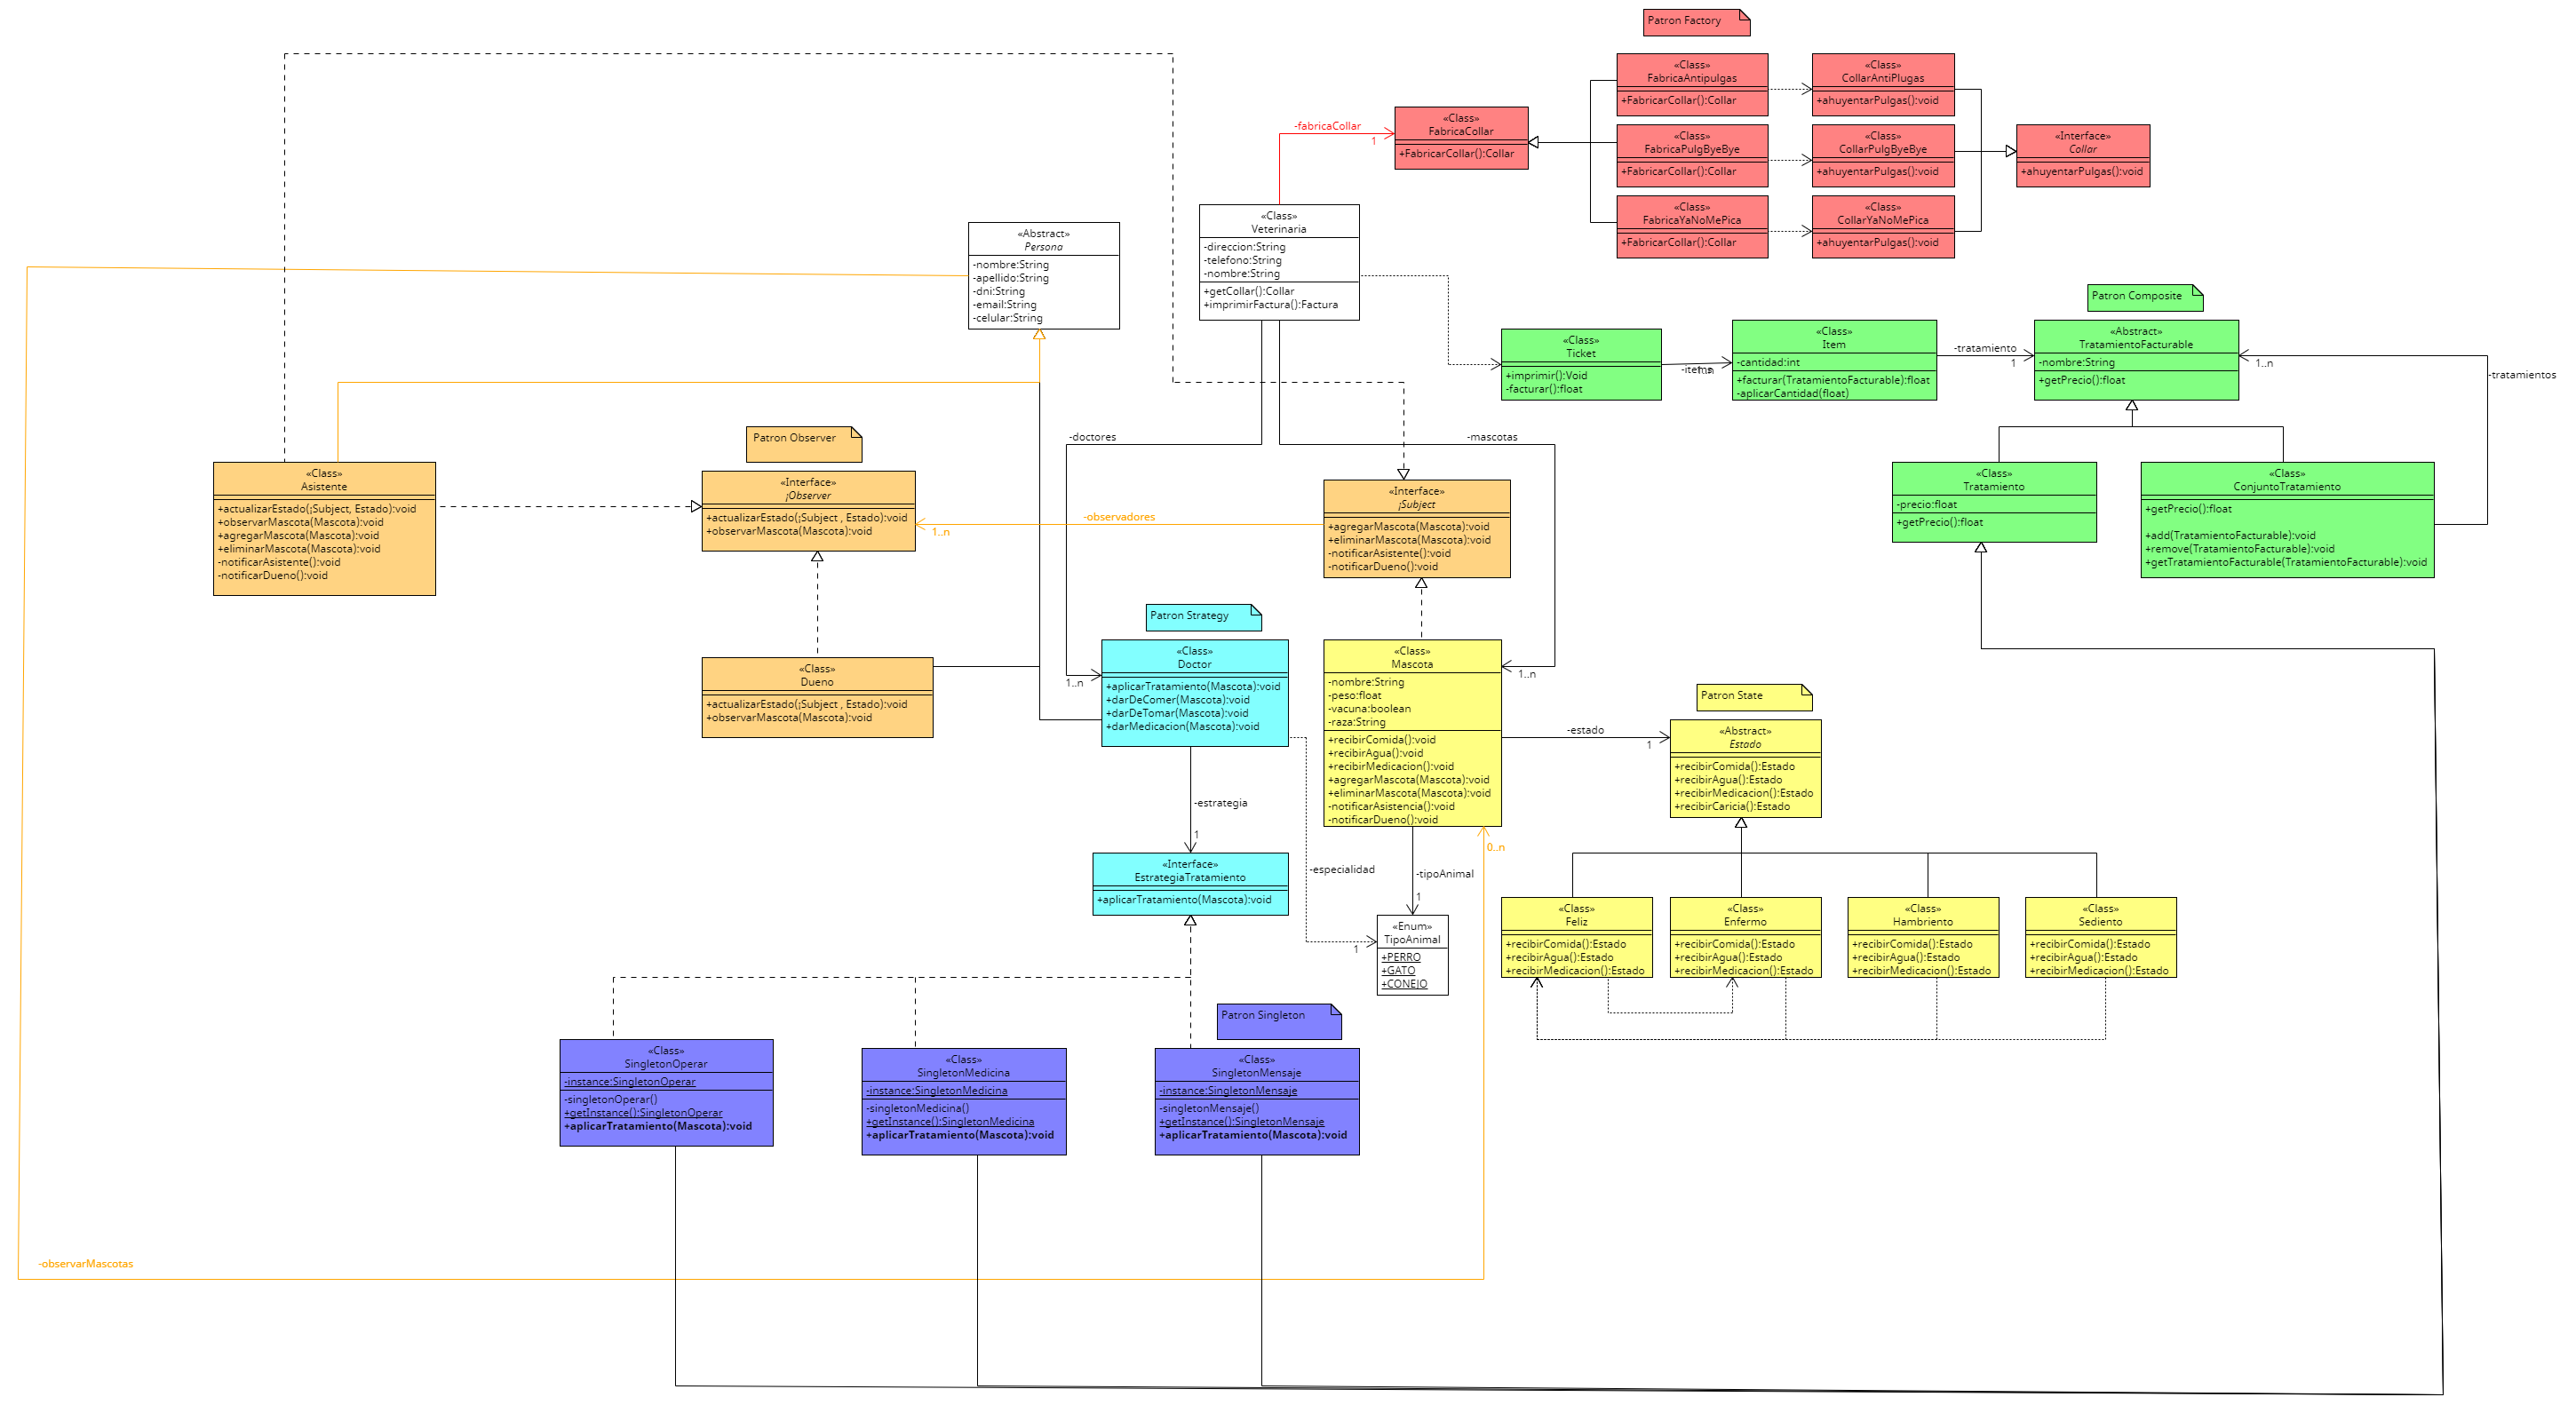 Patron Factory
«Class»
FabricaAntipulgas
+FabricarCollar():Collar
«Class»
CollarAntiPlugas
+ahuyentarPulgas():void
«Class»
FabricaCollar
+FabricarCollar():Collar
-fabricaCollar
1
«Class»
FabricaPulgByeBye
+FabricarCollar():Collar
«Class»
CollarPulgByeBye
+ahuyentarPulgas():void
«Interface»
Collar
+ahuyentarPulgas():void
«Class»
FabricaYaNoMePica
+FabricarCollar():Collar
«Class»
CollarYaNoMePica
+ahuyentarPulgas():void
«Abstract»
Persona
-nombre:String
-apellido:String
-dni:String
-email:String
-celular:String
«Class»
Veterinaria
-direccion:String
-telefono:String
-nombre:String
+getCollar():Collar
+imprimirFactura():Factura
Patron Composite
«Class»
Ticket
+imprimir():Void
-facturar():float
-items
«Class»
Item
-cantidad:int
+facturar(TratamientoFacturable):float
-aplicarCantidad(float)
-tratamiento
1
«Abstract»
TratamientoFacturable
-nombre:String
+getPrecio():float
1..n
-tratamientos
-doctores
-mascotas
Patron Observer
«Class»
Asistente
+actualizarEstado(¡Subject, Estado):void
+observarMascota(Mascota):void
+agregarMascota(Mascota):void
+eliminarMascota(Mascota):void
-notificarAsistente():void
-notificarDueno():void
«Interface»
¡Observer
+actualizarEstado(¡Subject , Estado):void
+observarMascota(Mascota):void
-observadores
1..n
«Interface»
¡Subject
+agregarMascota(Mascota):void
+eliminarMascota(Mascota):void
-notificarAsistente():void
-notificarDueno():void
«Class»
Tratamiento
-precio:float
+getPrecio():float
«Class»
ConjuntoTratamiento
+getPrecio():float
+add(TratamientoFacturable):void
+remove(TratamientoFacturable):void
+getTratamientoFacturable(TratamientoFacturable):void
Patron Strategy
«Class»
Dueno
+actualizarEstado(¡Subject , Estado):void
+observarMascota(Mascota):void
1..n
«Class»
Doctor
+aplicarTratamiento(Mascota):void
+darDeComer(Mascota):void
+darDeTomar(Mascota):void
+darMedicacion(Mascota):void
«Class»
Mascota
-nombre:String
-peso:float
-vacuna:boolean
-raza:String
+recibirComida():void
+recibirAgua():void
+recibirMedicacion():void
+agregarMascota(Mascota):void
+eliminarMascota(Mascota):void
-notificarAsistencia():void
-notificarDueno():void
1..n
Patron State
-estado
1
«Abstract»
Estado
+recibirComida():Estado
+recibirAgua():Estado
+recibirMedicacion():Estado
+recibirCaricia():Estado
-estrategia
1
0..n
«Interface»
EstrategiaTratamiento
+aplicarTratamiento(Mascota):void
-especialidad
1
-tipoAnimal
1
«Enum»
TipoAnimal
+PERRO
+GATO
+CONEJO
«Class»
Feliz
+recibirComida():Estado
+recibirAgua():Estado
+recibirMedicacion():Estado
«Class»
Enfermo
+recibirComida():Estado
+recibirAgua():Estado
+recibirMedicacion():Estado
«Class»
Hambriento
+recibirComida():Estado
+recibirAgua():Estado
+recibirMedicacion():Estado
«Class»
Sediento
+recibirComida():Estado
+recibirAgua():Estado
+recibirMedicacion():Estado
Patron Singleton
«Class»
SingletonOperar
-instance:SingletonOperar
-singletonOperar()
+getInstance():SingletonOperar
+aplicarTratamiento(Mascota):void
«Class»
SingletonMedicina
-instance:SingletonMedicina
-singletonMedicina()
+getInstance():SingletonMedicina
+aplicarTratamiento(Mascota):void
«Class»
SingletonMensaje
-instance:SingletonMensaje
-singletonMensaje()
+getInstance():SingletonMensaje
+aplicarTratamiento(Mascota):void
-observarMascotas